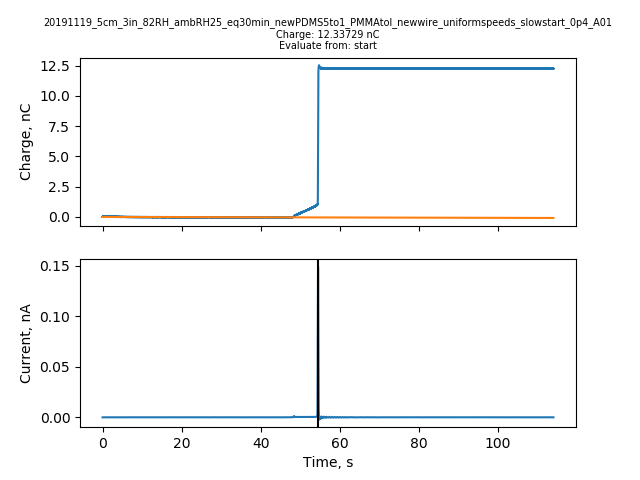 20191119_5cm_3in_82RH_ambRH25_eq30min_newPDMS5to1_PMMAtol_newwire_uniformspeeds_slowstart_0p4_A01
Charge: 12.33729 nC
Evaluate from: start
12.5
10.0
7.5
5.0
2.5
0.0
Charge, nC
0.15
0.10
0.05
0.00
Current, nA
0 20 40 60 80 100
Time, s